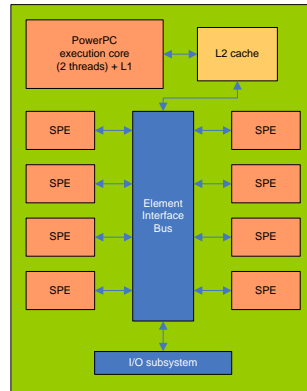 PowerPC
execution core
(2 threads) + L1
L2 cache
SPE
SPE
SPE
SPE
Element
Interface
Bus
SPE
SPE
SPE
SPE
I/O subsystem